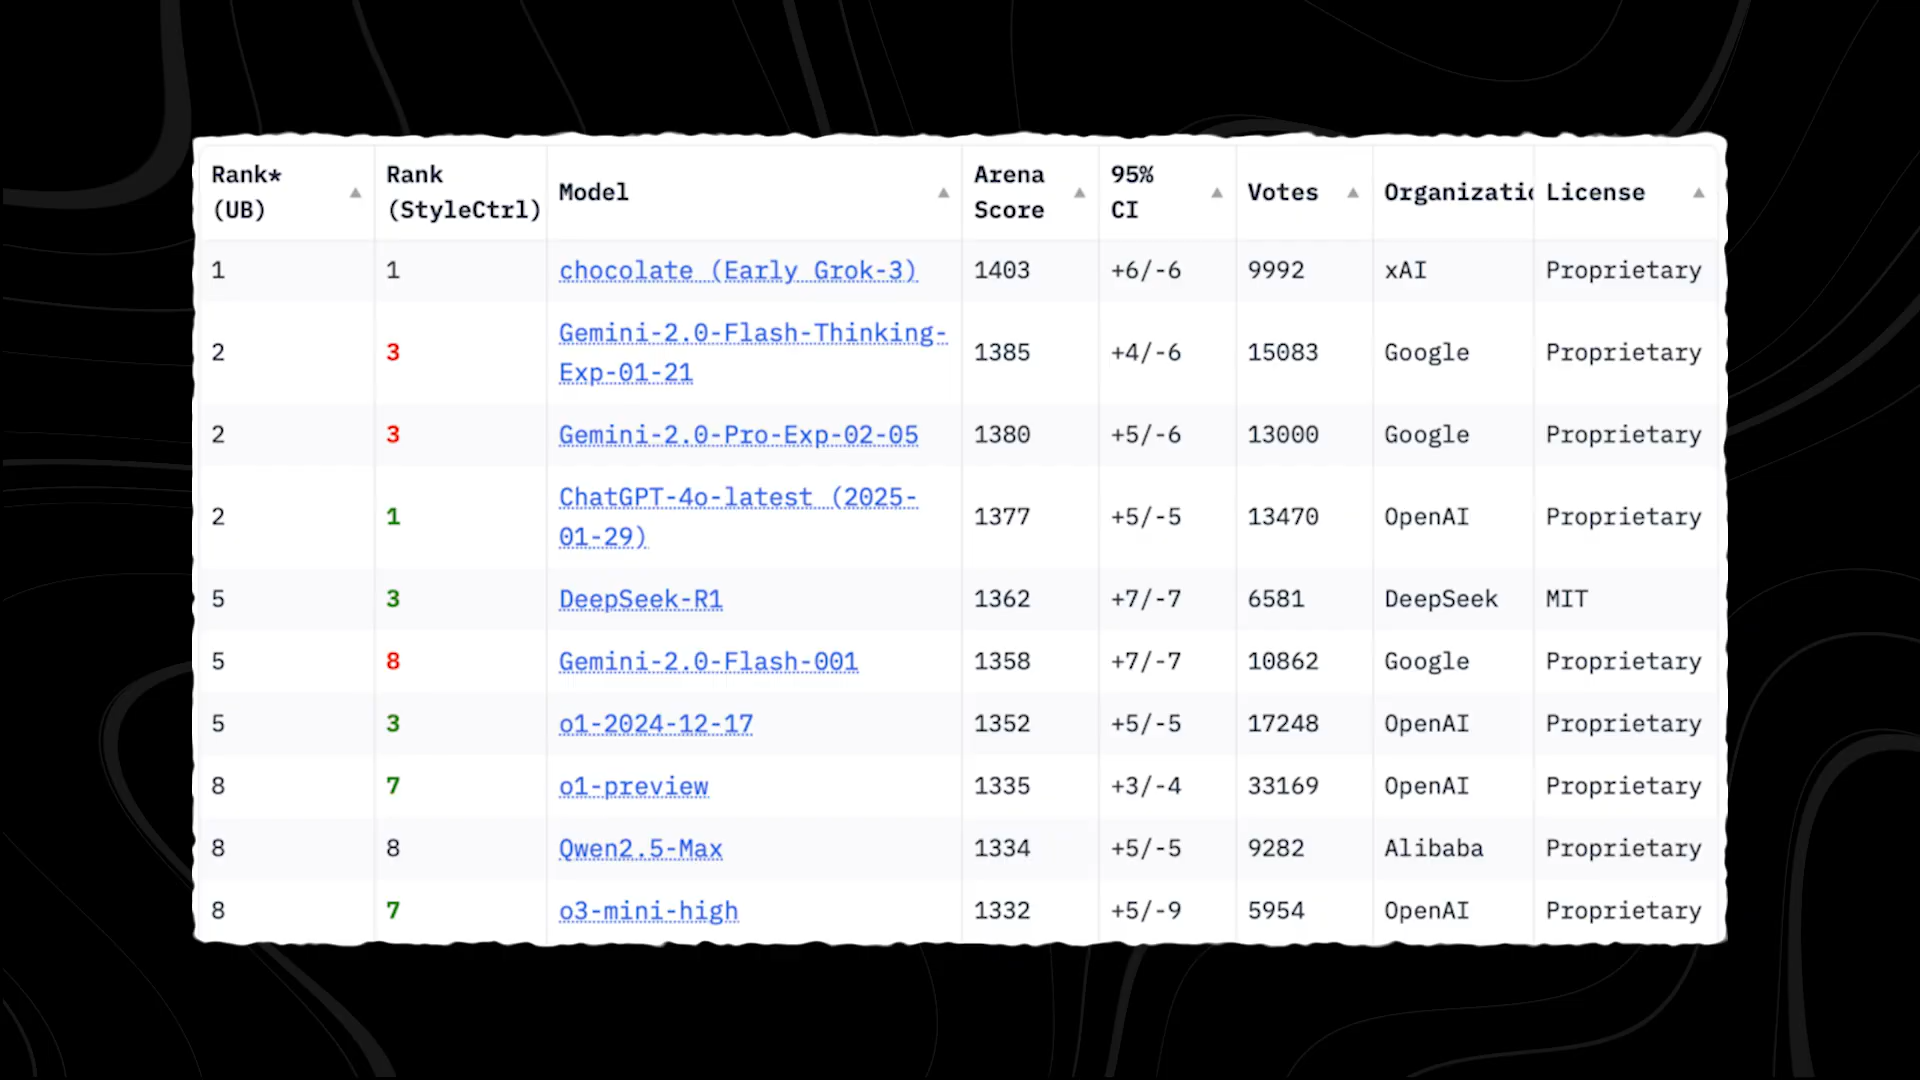 Rank* (UB) Rank (StyleCtrl) Model Arena Score 95% CI Votes Organizatio License
1 1 chocolate (Early Grok-3) 1403 +6/-6 9992 xAI Proprietary
2 3 Gemini-2.0-Flash-Thinking-Exp-01-21 1385 +4/-6 15083 Google Proprietary
2 3 Gemini-2.0-Pro-Exp-02-05 1380 +5/-6 13000 Google Proprietary
2 1 ChatGPT-4o-latest (2025-01-29) 1377 +5/-5 13470 OpenAI Proprietary
5 3 DeepSeek-R1 1362 +7/-7 6581 DeepSeek MIT
5 8 Gemini-2.0-Flash-001 1358 +7/-7 10862 Google Proprietary
5 3 o1-2024-12-17 1352 +5/-5 17248 OpenAI Proprietary
8 7 o1-preview 1335 +3/-4 33169 OpenAI Proprietary
8 8 Qwen2.5-Max 1334 +5/-5 9282 Alibaba Proprietary
8 7 o3-mini-high 1332 +5/-9 5954 OpenAI Proprietary